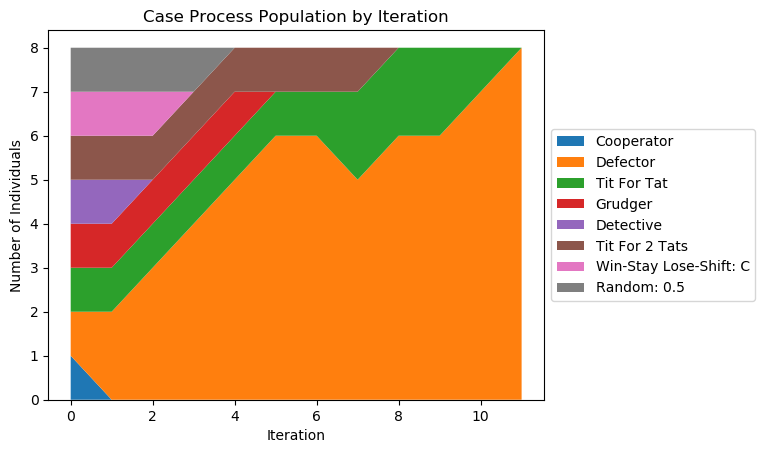 Case Process Population by Iteration
Number of Individuals
8
7
6
5
4
3
2
1
0
0 2 4 6 8 10
Iteration
Cooperator
Defector
Tit For Tat
Grudger
Detective
Tit For 2 Tats
Win-Stay Lose-Shift: C
Random: 0.5